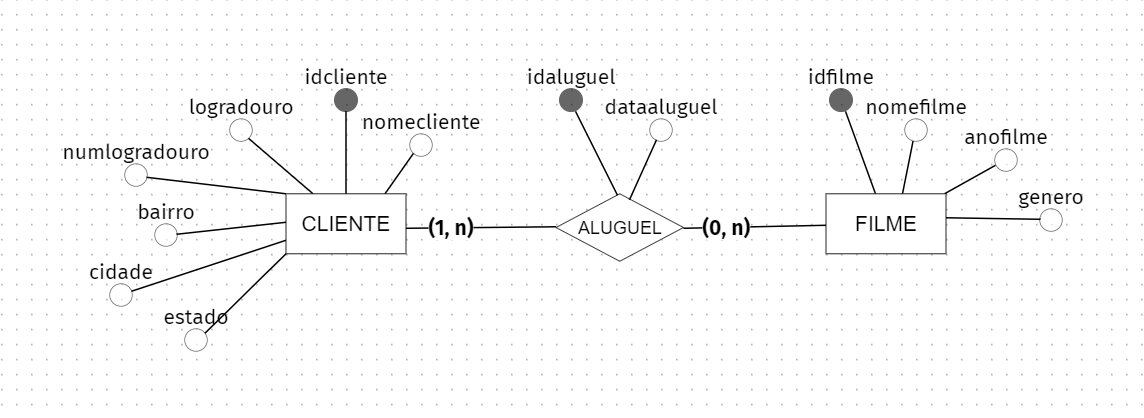 idcliente
idaluguel
idfilme
logradouro
dataaluguel
nomefilme
nomecliente
anofilme
numlogradouro
genero
bairro
CLIENTE
(1, n)
ALUGUEL
(0, n)
FILME
cidade
estado